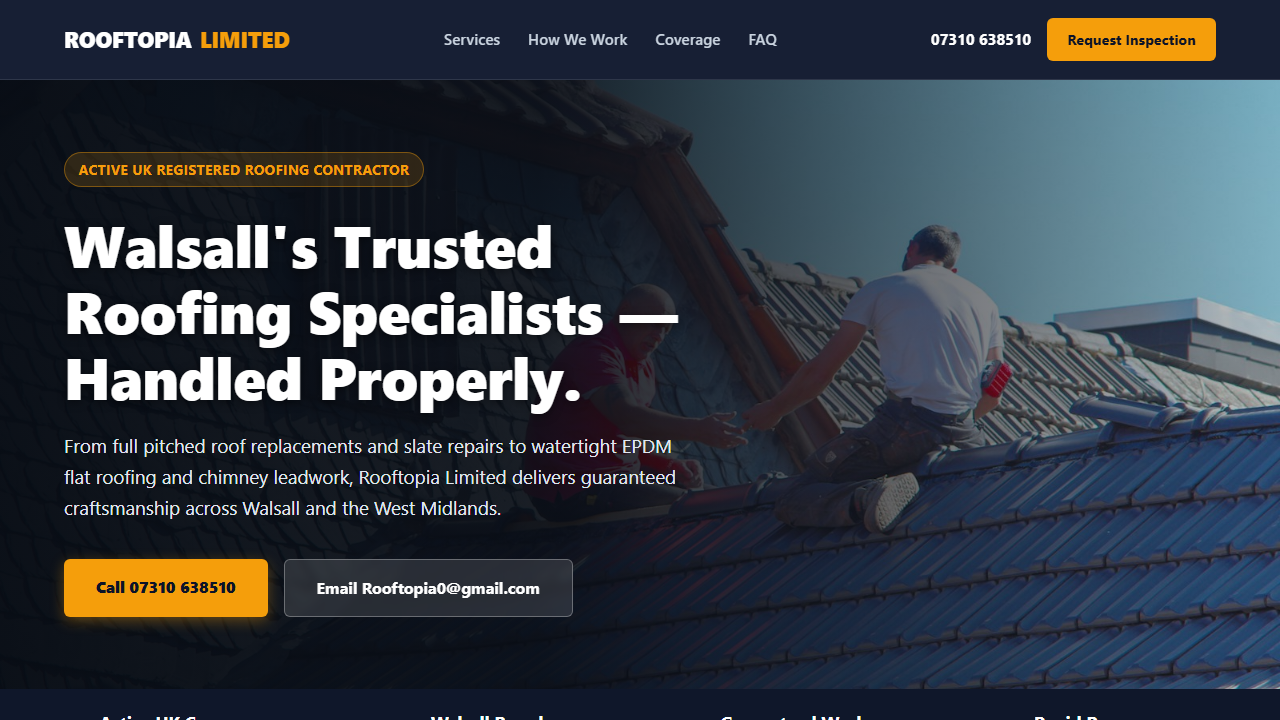 ROOFTOPIA LIMITED
Services
How We Work
Coverage
FAQ
07310 638510
Request Inspection
ACTIVE UK REGISTERED ROOFING CONTRACTOR
Walsall's Trusted
Roofing Specialists —
Handled Properly.
From full pitched roof replacements and slate repairs to watertight EPDM
flat roofing and chimney leadwork, Rooftopia Limited delivers guaranteed
craftsmanship across Walsall and the West Midlands.
Call 07310 638510
Email Rooftopia0@gmail.com